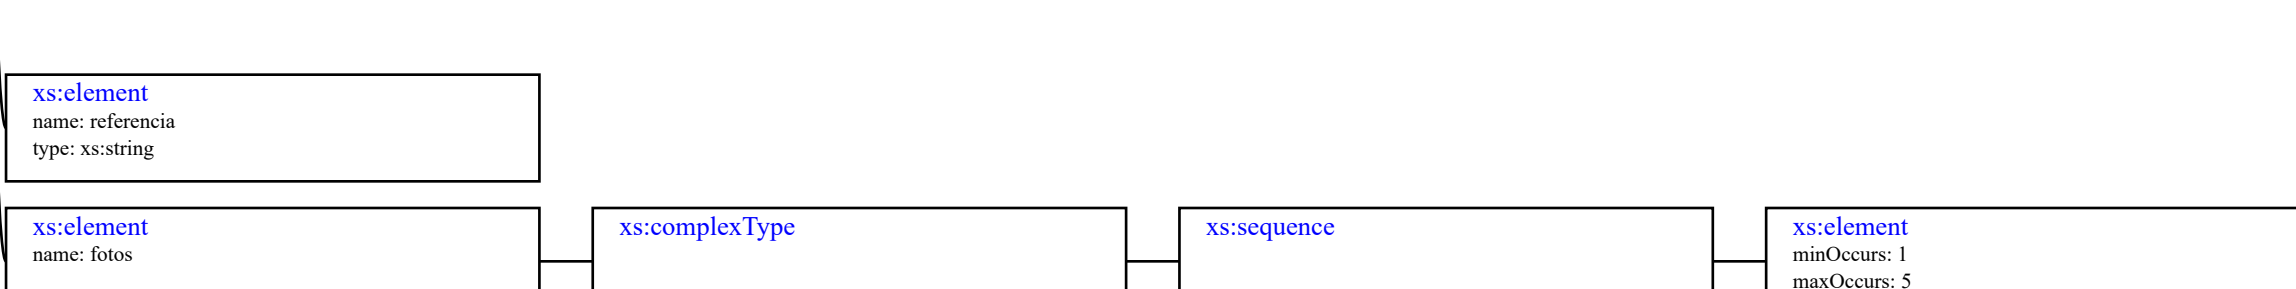 xs:element
name: referencia
type: xs:string
xs:element
name: fotos
xs:complexType
xs:sequence
xs:element
minOccurs: 1
maxOccurs: 5